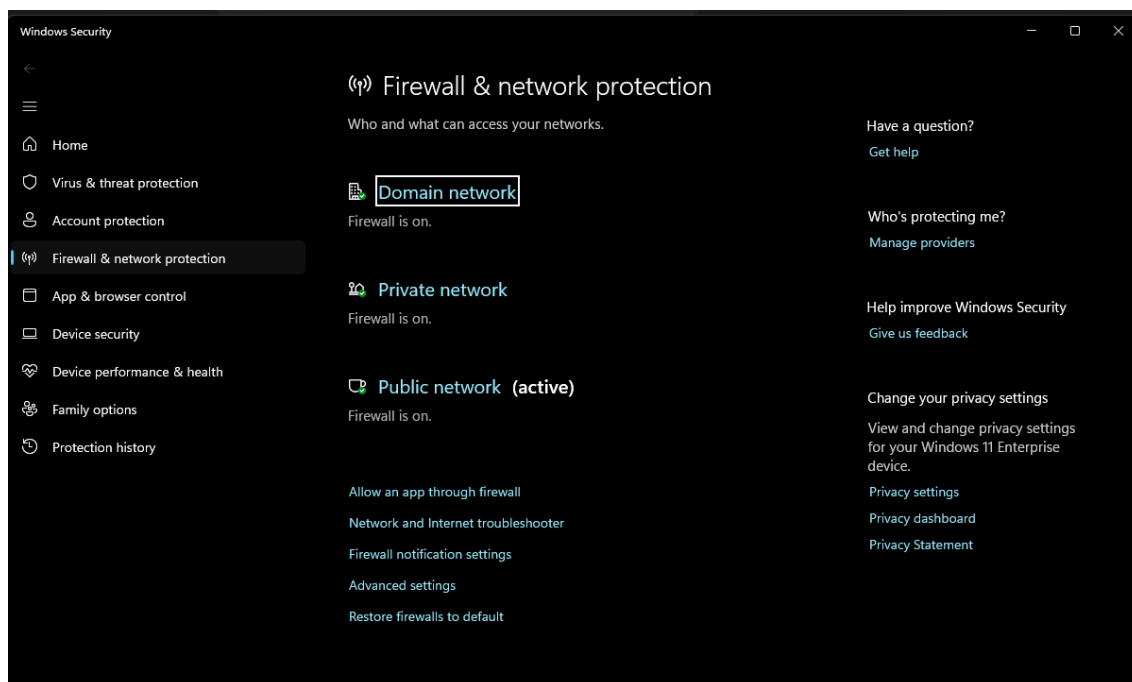 Windows Security
Home
Virus & threat protection
Account protection
Firewall & network protection
App & browser control
Device security
Device performance & health
Family options
Protection history
Firewall & network protection
Who and what can access your networks.
Domain network
Firewall is on.
Private network
Firewall is on.
Public network (active)
Firewall is on.
Allow an app through firewall
Network and Internet troubleshooter
Firewall notification settings
Advanced settings
Restore firewalls to default
Have a question?
Get help
Who's protecting me?
Manage providers
Help improve Windows Security
Give us feedback
Change your privacy settings
View and change privacy settings
for your Windows 11 Enterprise
device.
Privacy settings
Privacy dashboard
Privacy Statement